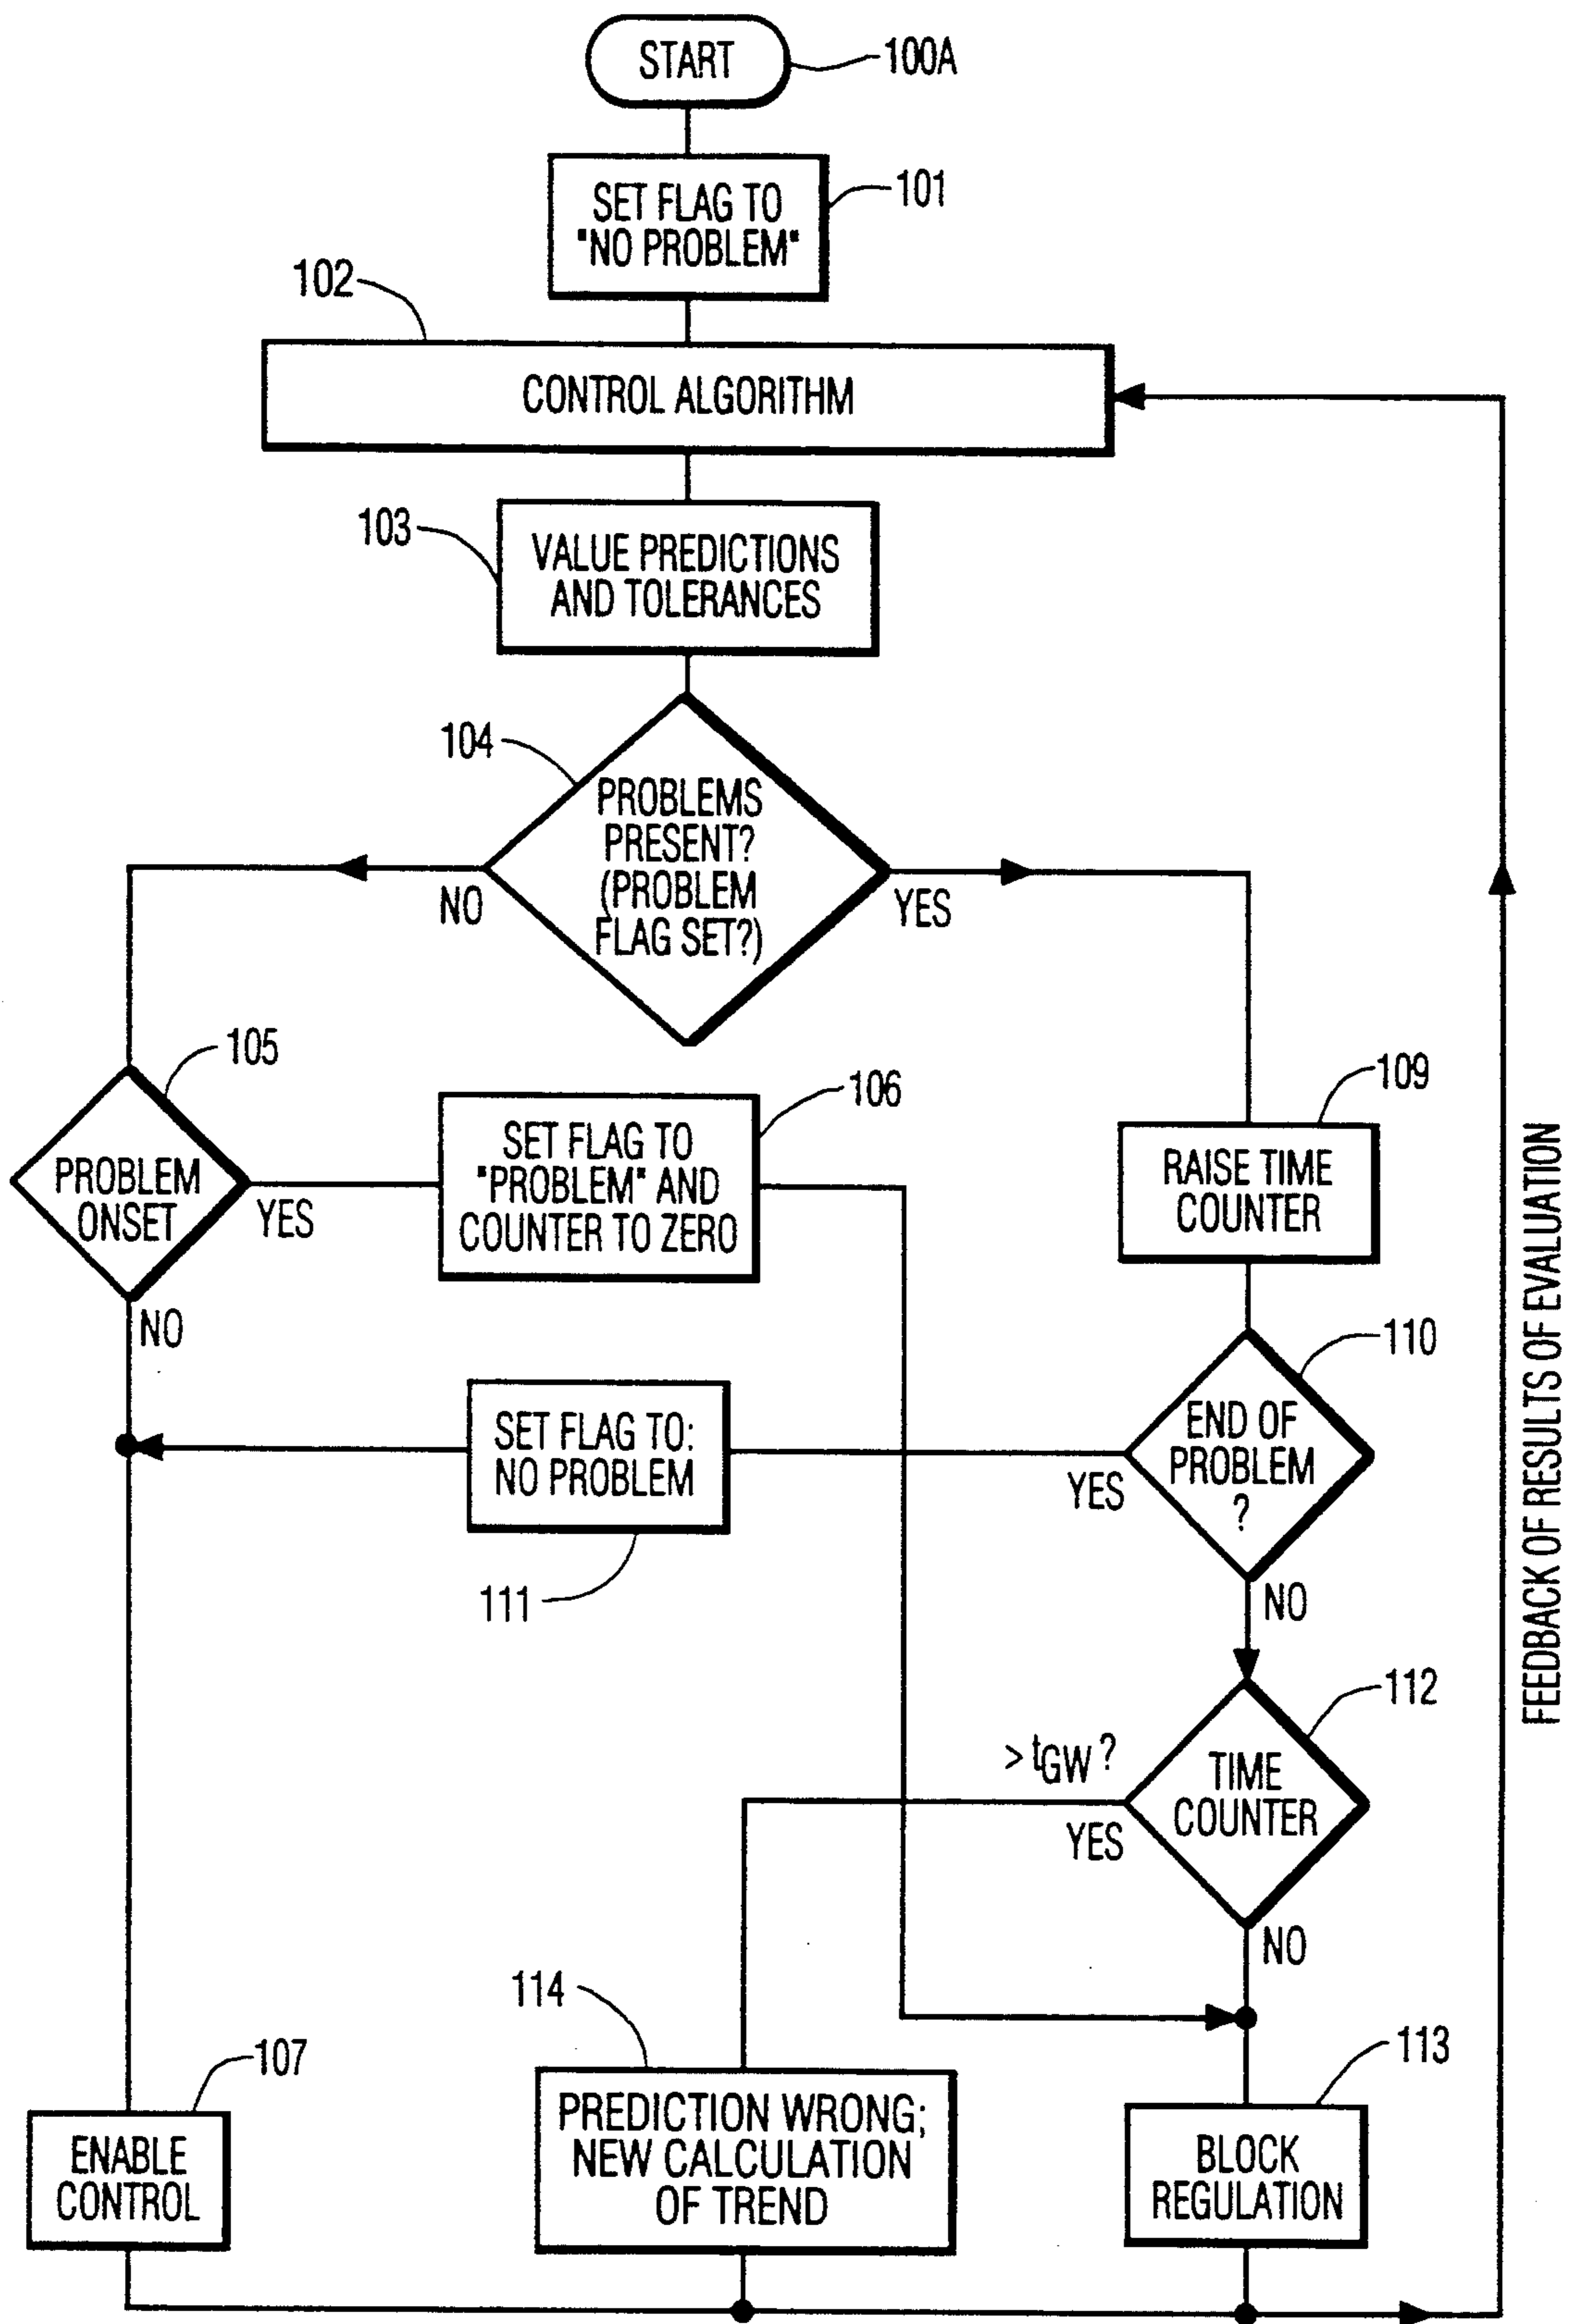 START
100A
SET FLAG TO
"NO PROBLEM"
101
102
CONTROL ALGORITHM
103
VALUE PREDICTIONS
AND TOLERANCES
104
PROBLEMS
PRESENT?
(PROBLEM
FLAG SET?)
NO
YES
105
PROBLEM
ONSET
YES
NO
106
SET FLAG TO
"PROBLEM" AND
COUNTER TO ZERO
109
RAISE TIME
COUNTER
110
END OF
PROBLEM
?
YES
NO
SET FLAG TO:
NO PROBLEM
111
112
TIME
COUNTER
> tGW ?
YES
NO
107
ENABLE
CONTROL
114
PREDICTION WRONG;
NEW CALCULATION
OF TREND
113
BLOCK
REGULATION
FEEDBACK OF RESULTS OF EVALUATION